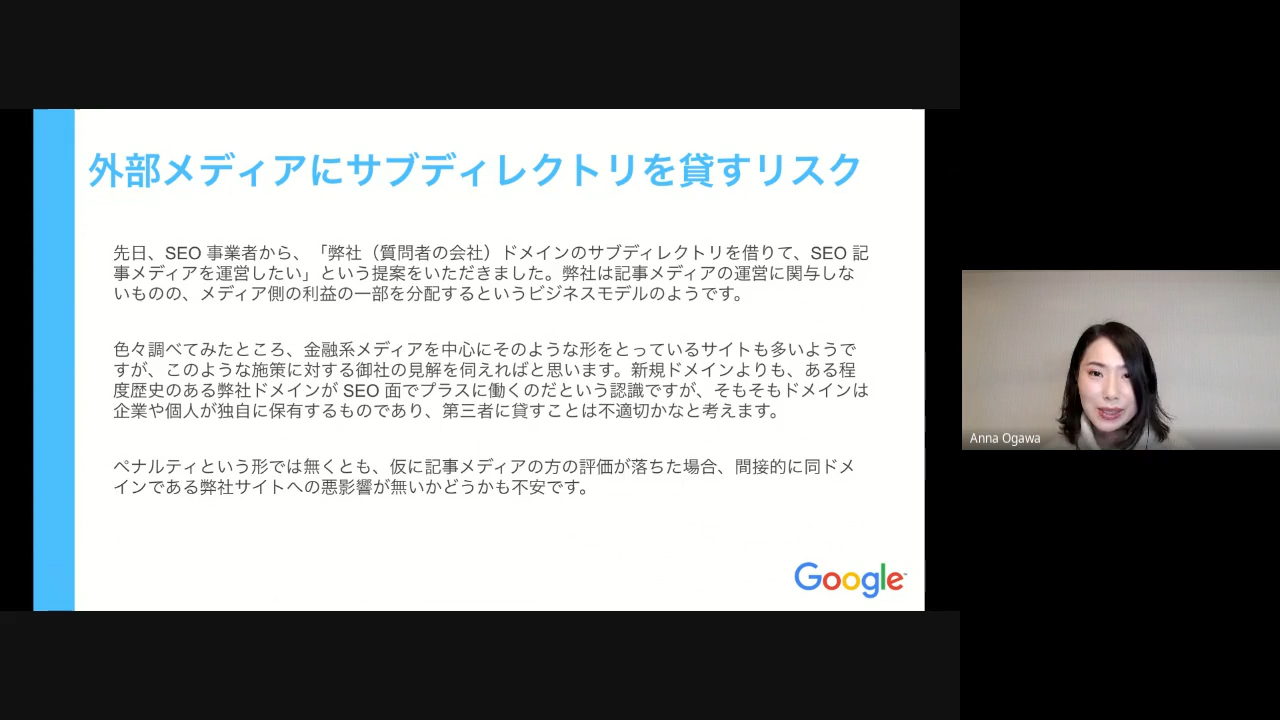 外部メディアにサブディレクトリを貸すリスク
先日、SEO 事業者から、「弊社（質問者の会社）ドメインのサブディレクトリを借りて、SEO 記
事メディアを運営したい」という提案をいただきました。弊社は記事メディアの運営に関与しな
いものの、メディア側の利益の一部を分配するというビジネスモデルのようです。
色々調べてみたところ、金融系メディアを中心にそのような形をとっているサイトも多いようで
すが、このような施策に対する御社の見解を伺えればと思います。新規ドメインよりも、ある程
度歴史のある弊社ドメインが SEO 面でプラスに働くのだという認識ですが、そもそもドメインは
企業や個人が独自に保有するものであり、第三者に貸すことは不適切かなと考えます。
ペナルティという形では無くとも、仮に記事メディアの方の評価が落ちた場合、間接的に同ドメ
インである弊社サイトへの悪影響が無いかどうかも不安です。
Google
Anna Ogawa